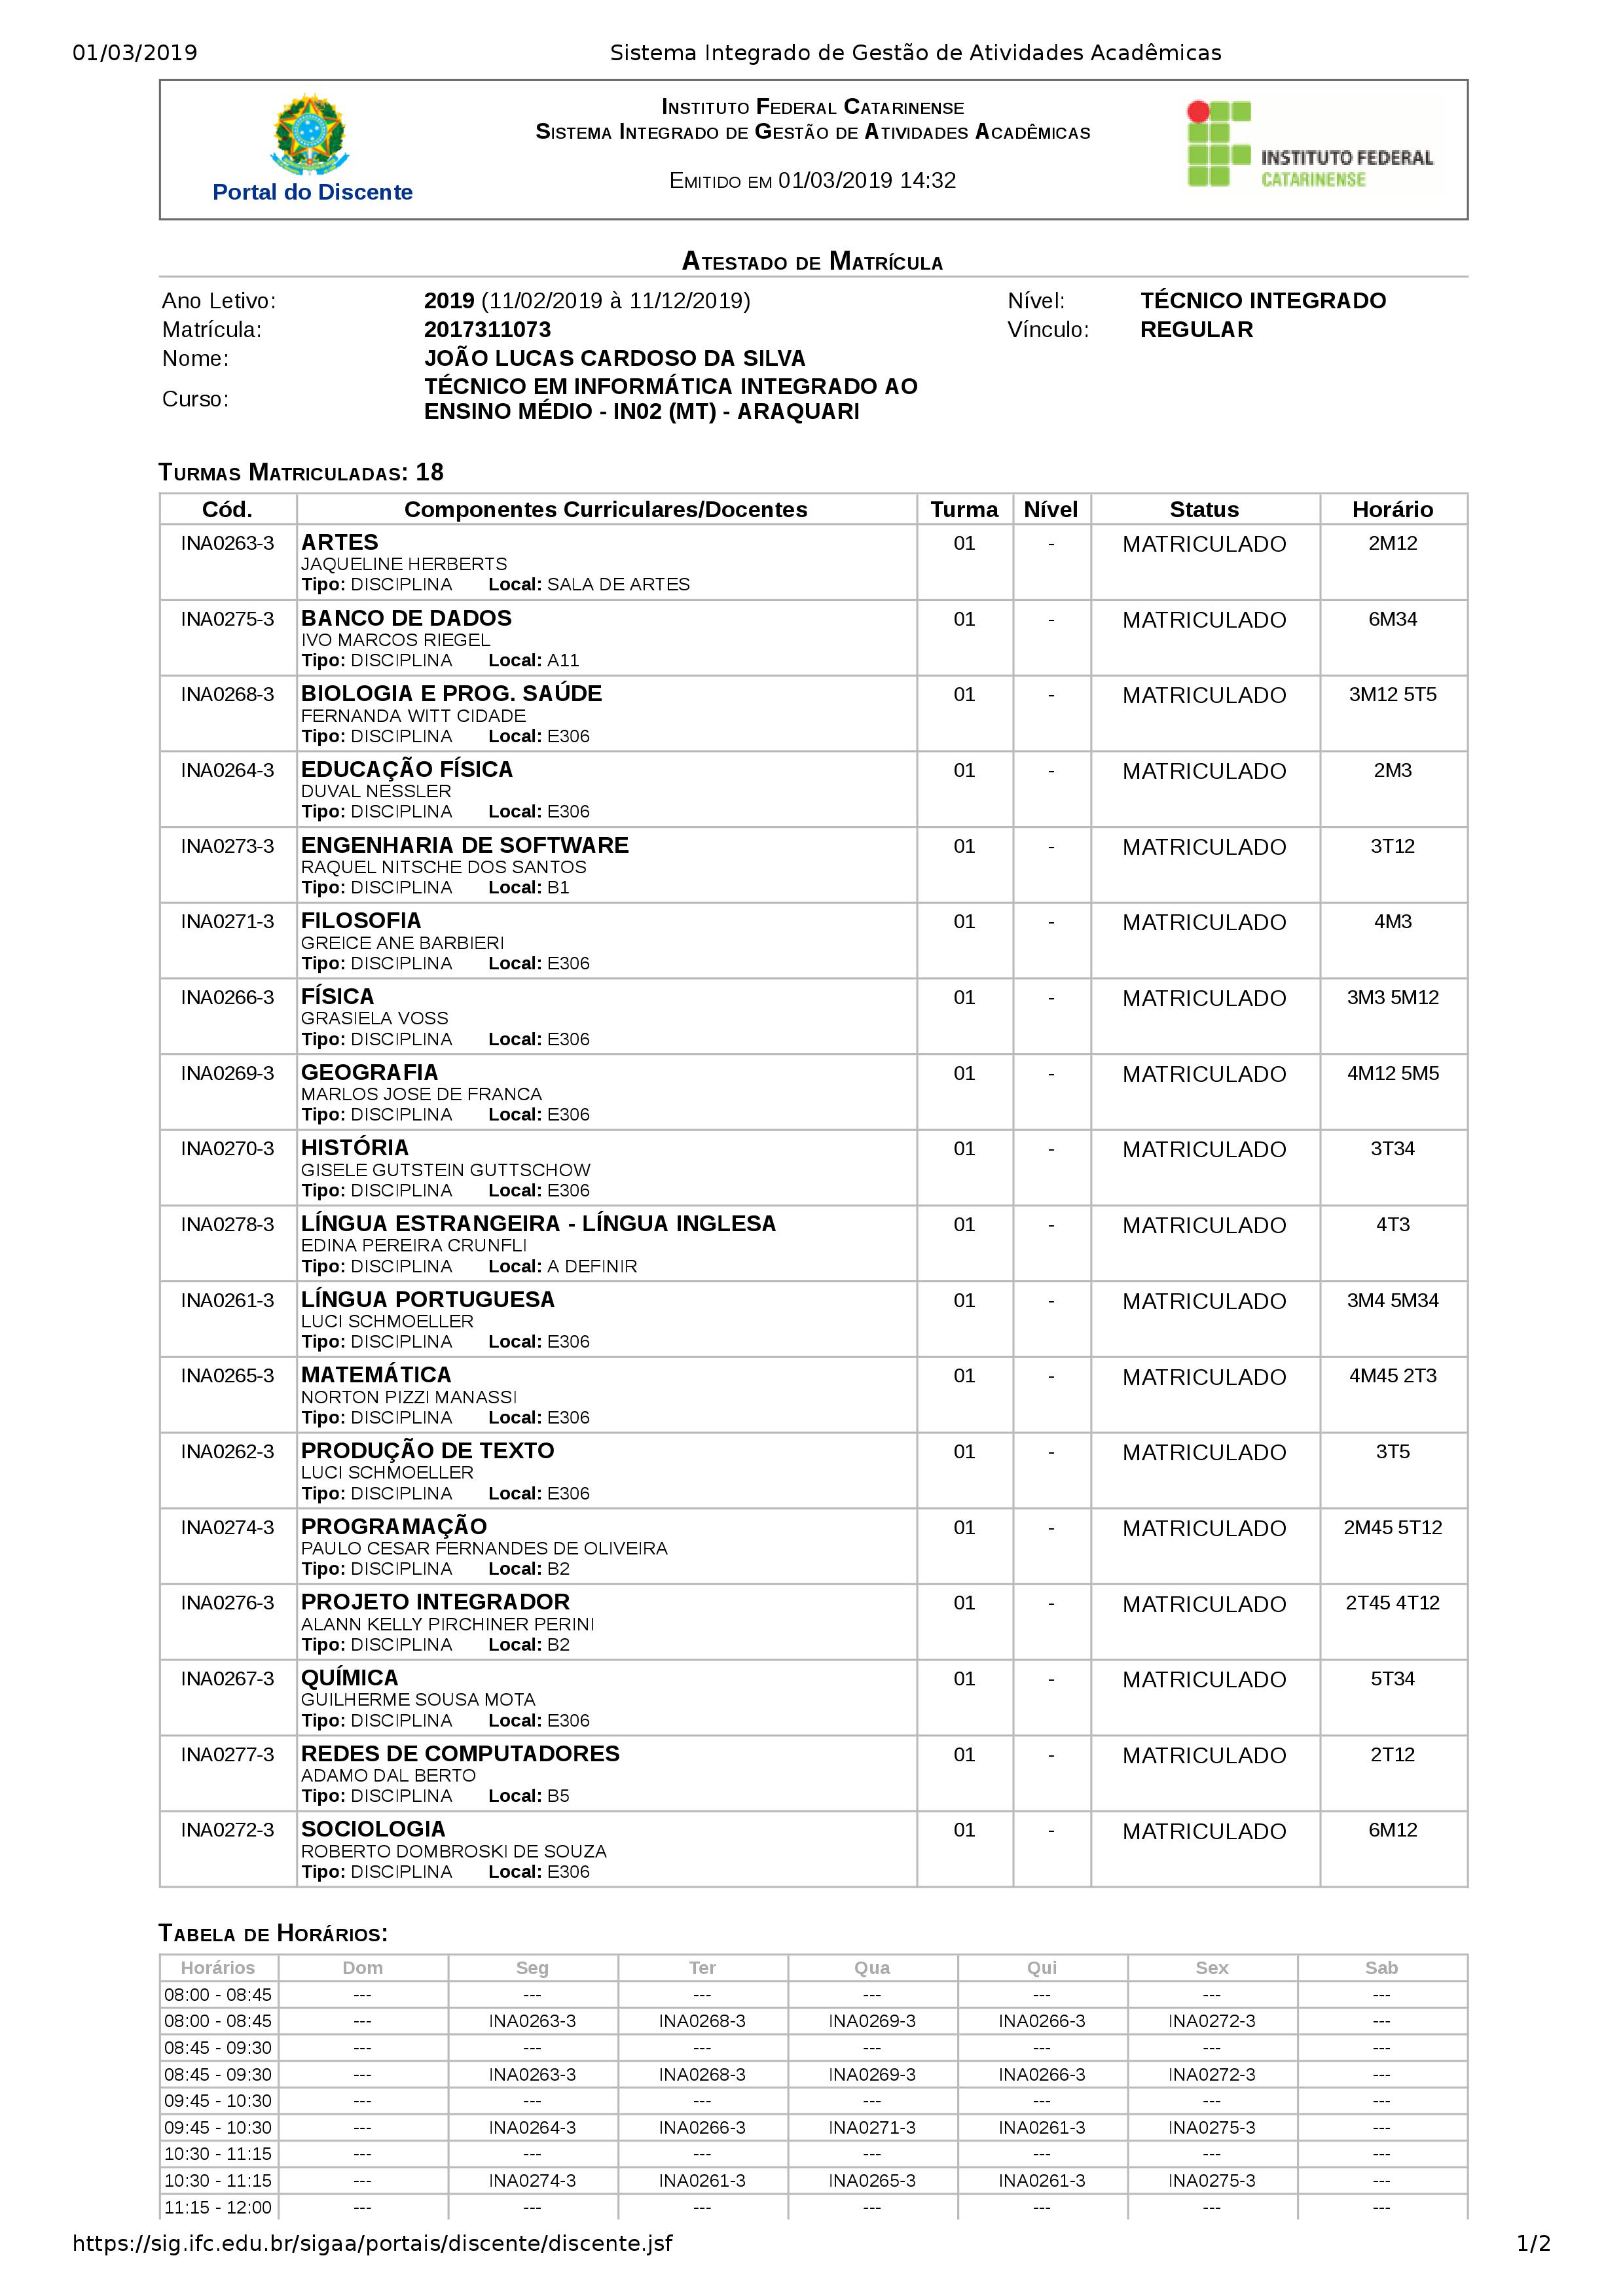 01/03/2019 Sistema Integrado de Gestão de Atividades Acadêmicas
Portal do Discente
Instituto Federal Catarinense
Sistema Integrado de Gestão de Atividades Acadêmicas
Emitido em 01/03/2019 14:32
INSTITUTO FEDERAL
CATARINENSE
Atestado de Matrícula
Ano Letivo: 2019 (11/02/2019 à 11/12/2019) Nível: TÉCNICO INTEGRADO
Matrícula: 2017311073 Vínculo: REGULAR
Nome: JOÃO LUCAS CARDOSO DA SILVA
Curso: TÉCNICO EM INFORMÁTICA INTEGRADO AO
ENSINO MÉDIO - IN02 (MT) - ARAQUARI
Turmas Matriculadas: 18
Cód. Componentes Curriculares/Docentes Turma Nível Status Horário
INA0263-3 ARTES 01 - MATRICULADO 2M12
JAQUELINE HERBERTS
Tipo: DISCIPLINA Local: SALA DE ARTES
INA0275-3 BANCO DE DADOS 01 - MATRICULADO 6M34
IVO MARCOS RIEGEL
Tipo: DISCIPLINA Local: A11
INA0268-3 BIOLOGIA E PROG. SAÚDE 01 - MATRICULADO 3M12 5T5
FERNANDA WITT CIDADE
Tipo: DISCIPLINA Local: E306
INA0264-3 EDUCAÇÃO FÍSICA 01 - MATRICULADO 2M3
DUVAL NESSLER
Tipo: DISCIPLINA Local: E306
INA0273-3 ENGENHARIA DE SOFTWARE 01 - MATRICULADO 3T12
RAQUEL NITSCHE DOS SANTOS
Tipo: DISCIPLINA Local: B1
INA0271-3 FILOSOFIA 01 - MATRICULADO 4M3
GREICE ANE BARBIERI
Tipo: DISCIPLINA Local: E306
INA0266-3 FÍSICA 01 - MATRICULADO 3M3 5M12
GRASIELA VOSS
Tipo: DISCIPLINA Local: E306
INA0269-3 GEOGRAFIA 01 - MATRICULADO 4M12 5M5
MARLOS JOSE DE FRANCA
Tipo: DISCIPLINA Local: E306
INA0270-3 HISTÓRIA 01 - MATRICULADO 3T34
GISELE GUTSTEIN GUTTSCHOW
Tipo: DISCIPLINA Local: E306
INA0278-3 LÍNGUA ESTRANGEIRA - LÍNGUA INGLESA 01 - MATRICULADO 4T3
EDINA PEREIRA CRUNFLI
Tipo: DISCIPLINA Local: A DEFINIR
INA0261-3 LÍNGUA PORTUGUESA 01 - MATRICULADO 3M4 5M34
LUCI SCHMOELLER
Tipo: DISCIPLINA Local: E306
INA0265-3 MATEMÁTICA 01 - MATRICULADO 4M45 2T3
NORTON PIZZI MANASSI
Tipo: DISCIPLINA Local: E306
INA0262-3 PRODUÇÃO DE TEXTO 01 - MATRICULADO 3T5
LUCI SCHMOELLER
Tipo: DISCIPLINA Local: E306
INA0274-3 PROGRAMAÇÃO 01 - MATRICULADO 2M45 5T12
PAULO CESAR FERNANDES DE OLIVEIRA
Tipo: DISCIPLINA Local: B2
INA0276-3 PROJETO INTEGRADOR 01 - MATRICULADO 2T45 4T12
ALANN KELLY PIRCHINER PERINI
Tipo: DISCIPLINA Local: B2
INA0267-3 QUÍMICA 01 - MATRICULADO 5T34
GUILHERME SOUSA MOTA
Tipo: DISCIPLINA Local: E306
INA0277-3 REDES DE COMPUTADORES 01 - MATRICULADO 2T12
ADAMO DAL BERTO
Tipo: DISCIPLINA Local: B5
INA0272-3 SOCIOLOGIA 01 - MATRICULADO 6M12
ROBERTO DOMBROSKI DE SOUZA
Tipo: DISCIPLINA Local: E306
Tabela de Horários:
Horários Dom Seg Ter Qua Qui Sex Sab
08:00 - 08:45 --- --- --- --- --- --- ---
08:00 - 08:45 --- INA0263-3 INA0268-3 INA0269-3 INA0266-3 INA0272-3 ---
08:45 - 09:30 --- --- --- --- --- --- ---
08:45 - 09:30 --- INA0263-3 INA0268-3 INA0269-3 INA0266-3 INA0272-3 ---
09:45 - 10:30 --- --- --- --- --- --- ---
09:45 - 10:30 --- INA0264-3 INA0266-3 INA0271-3 INA0261-3 INA0275-3 ---
10:30 - 11:15 --- --- --- --- --- --- ---
10:30 - 11:15 --- INA0274-3 INA0261-3 INA0265-3 INA0261-3 INA0275-3 ---
11:15 - 12:00 --- --- --- --- --- --- ---
https://sig.ifc.edu.br/sigaa/portais/discente/discente.jsf 1/2